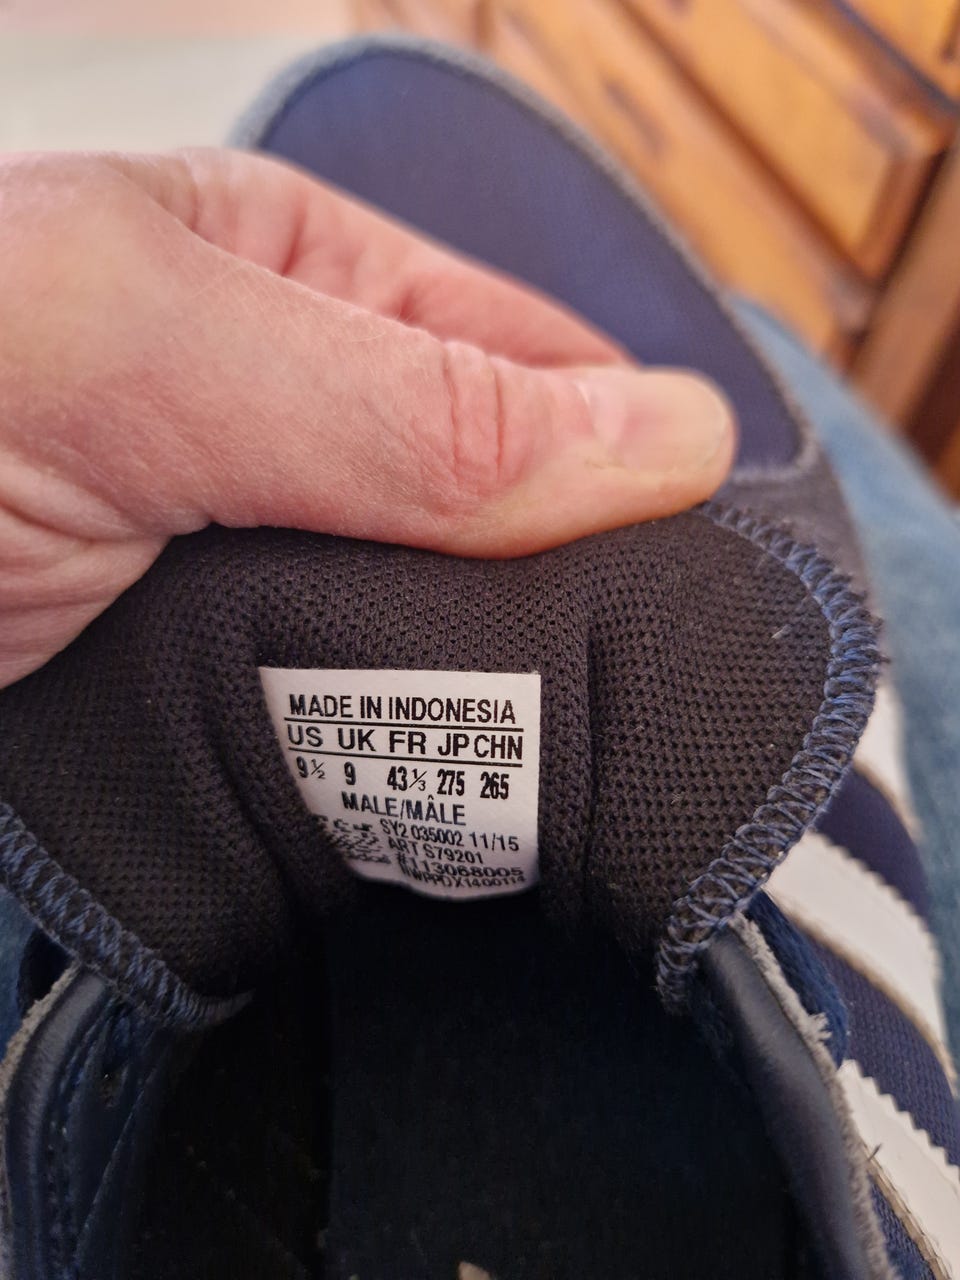 MADE IN INDONESIA
US UK FR JP CHN
9½ 9 43⅓ 275 265
MALE/MÂLE
SY2 035002 11/15
ART S79201
#113068005